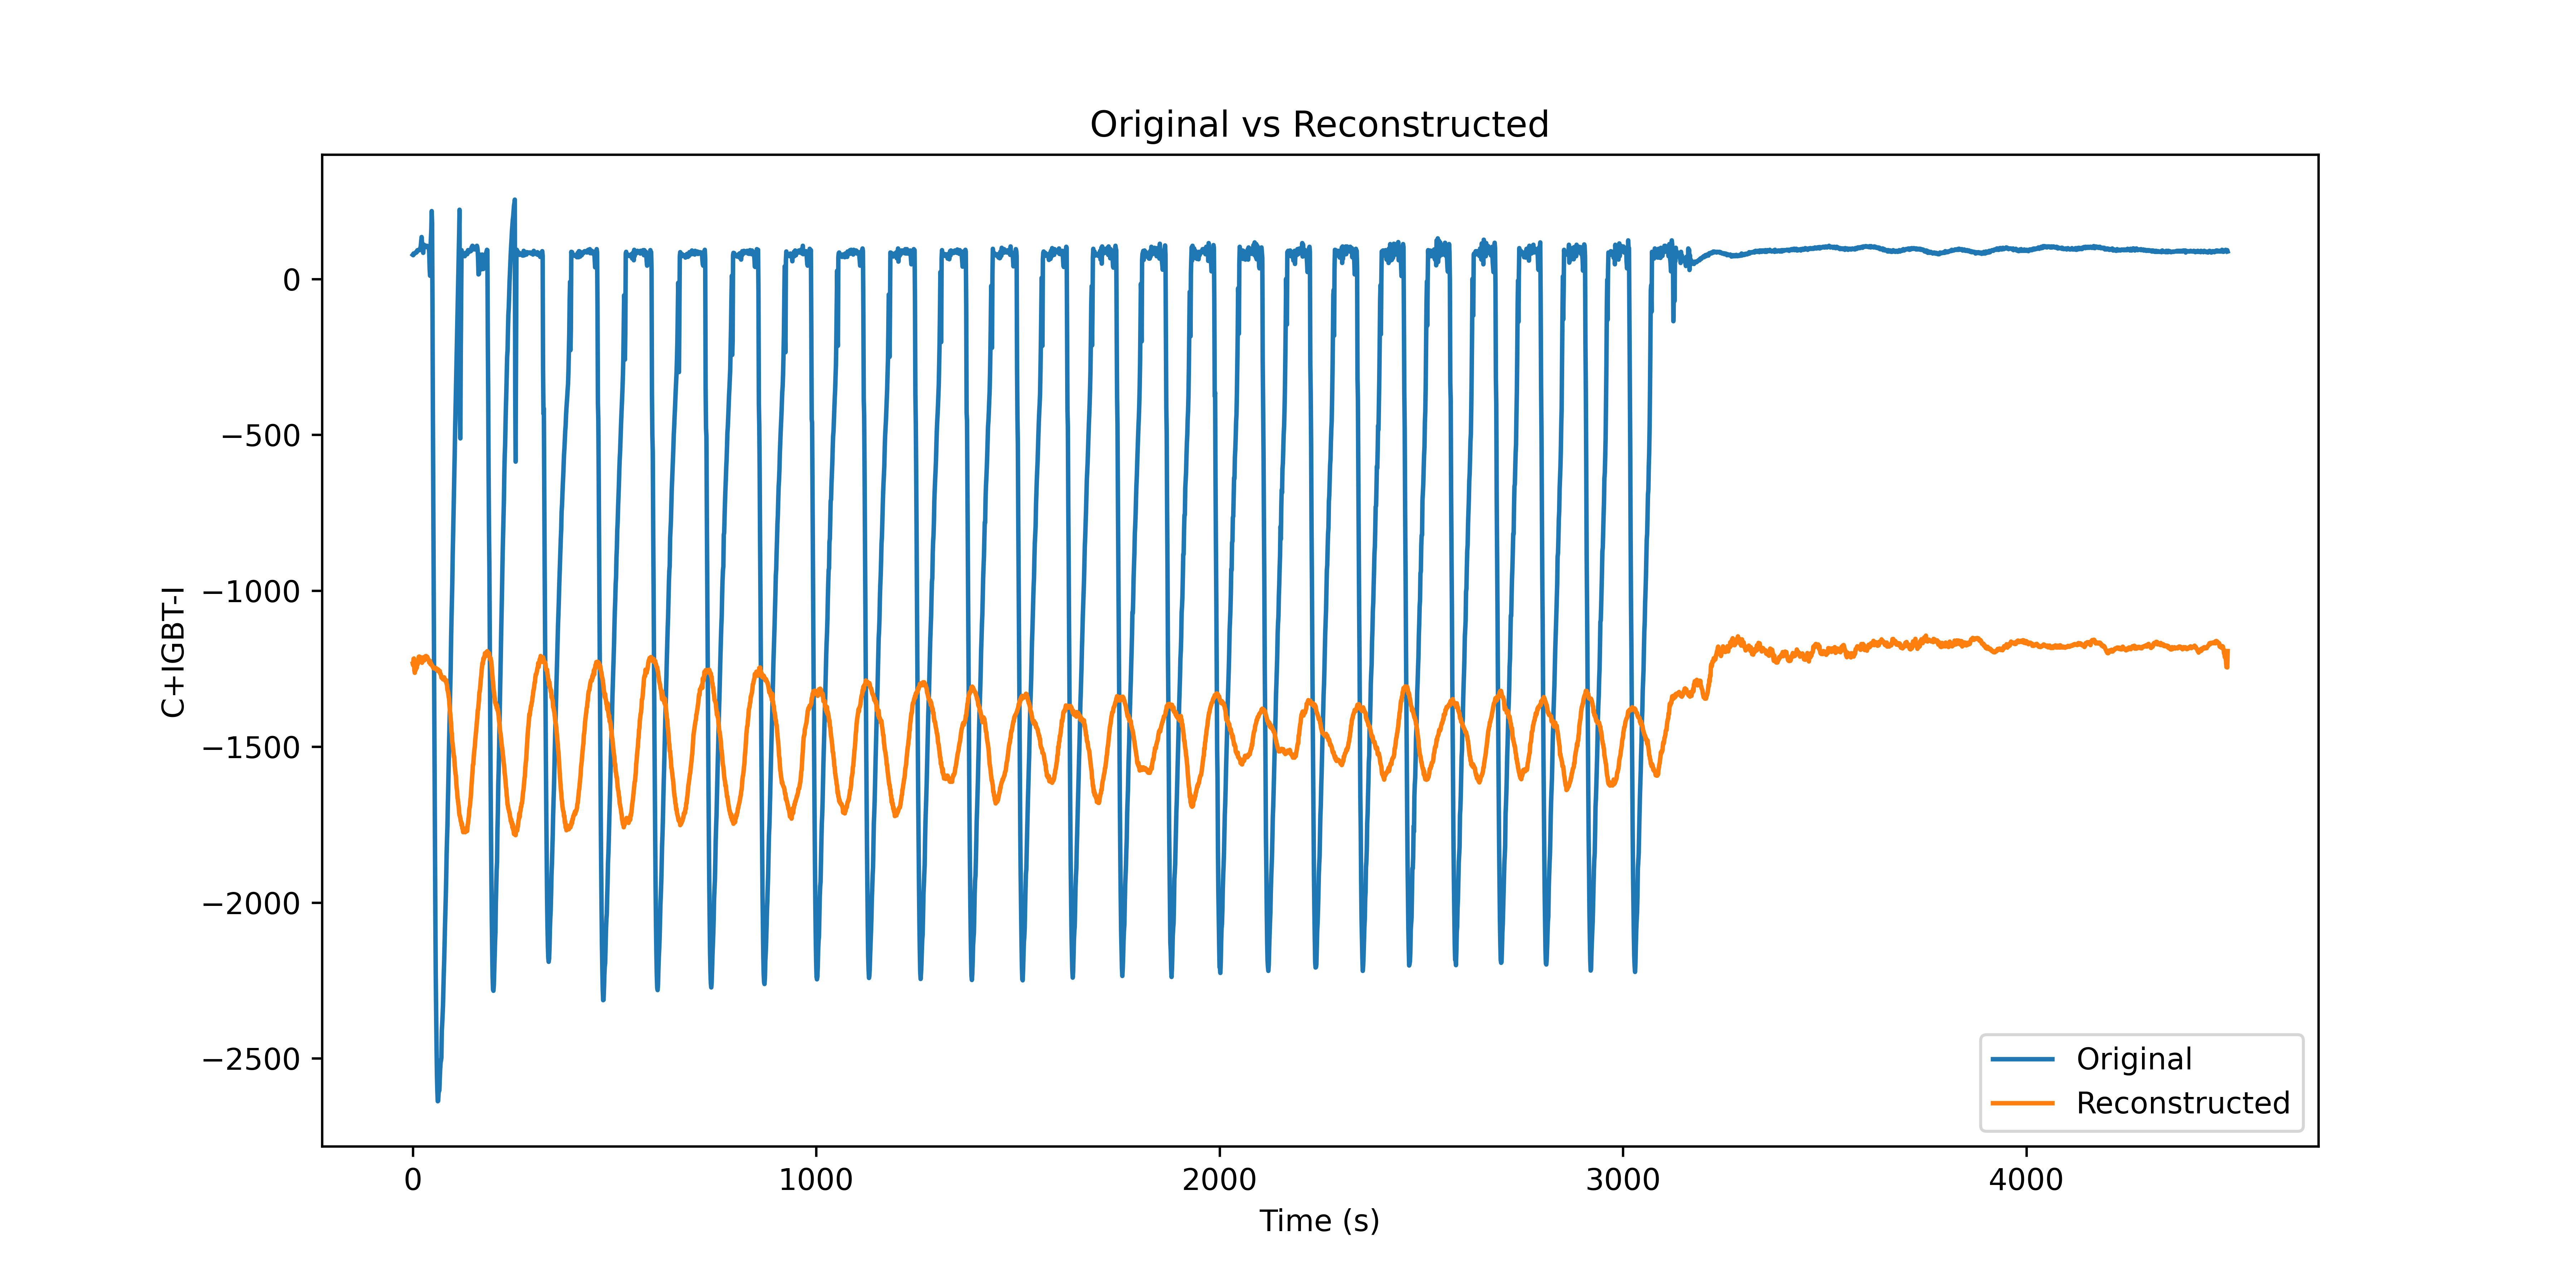 Original vs Reconstructed
C+IGBT-I
0
−500
−1000
−1500
−2000
−2500
0 1000 2000 3000 4000
Time (s)
Original
Reconstructed